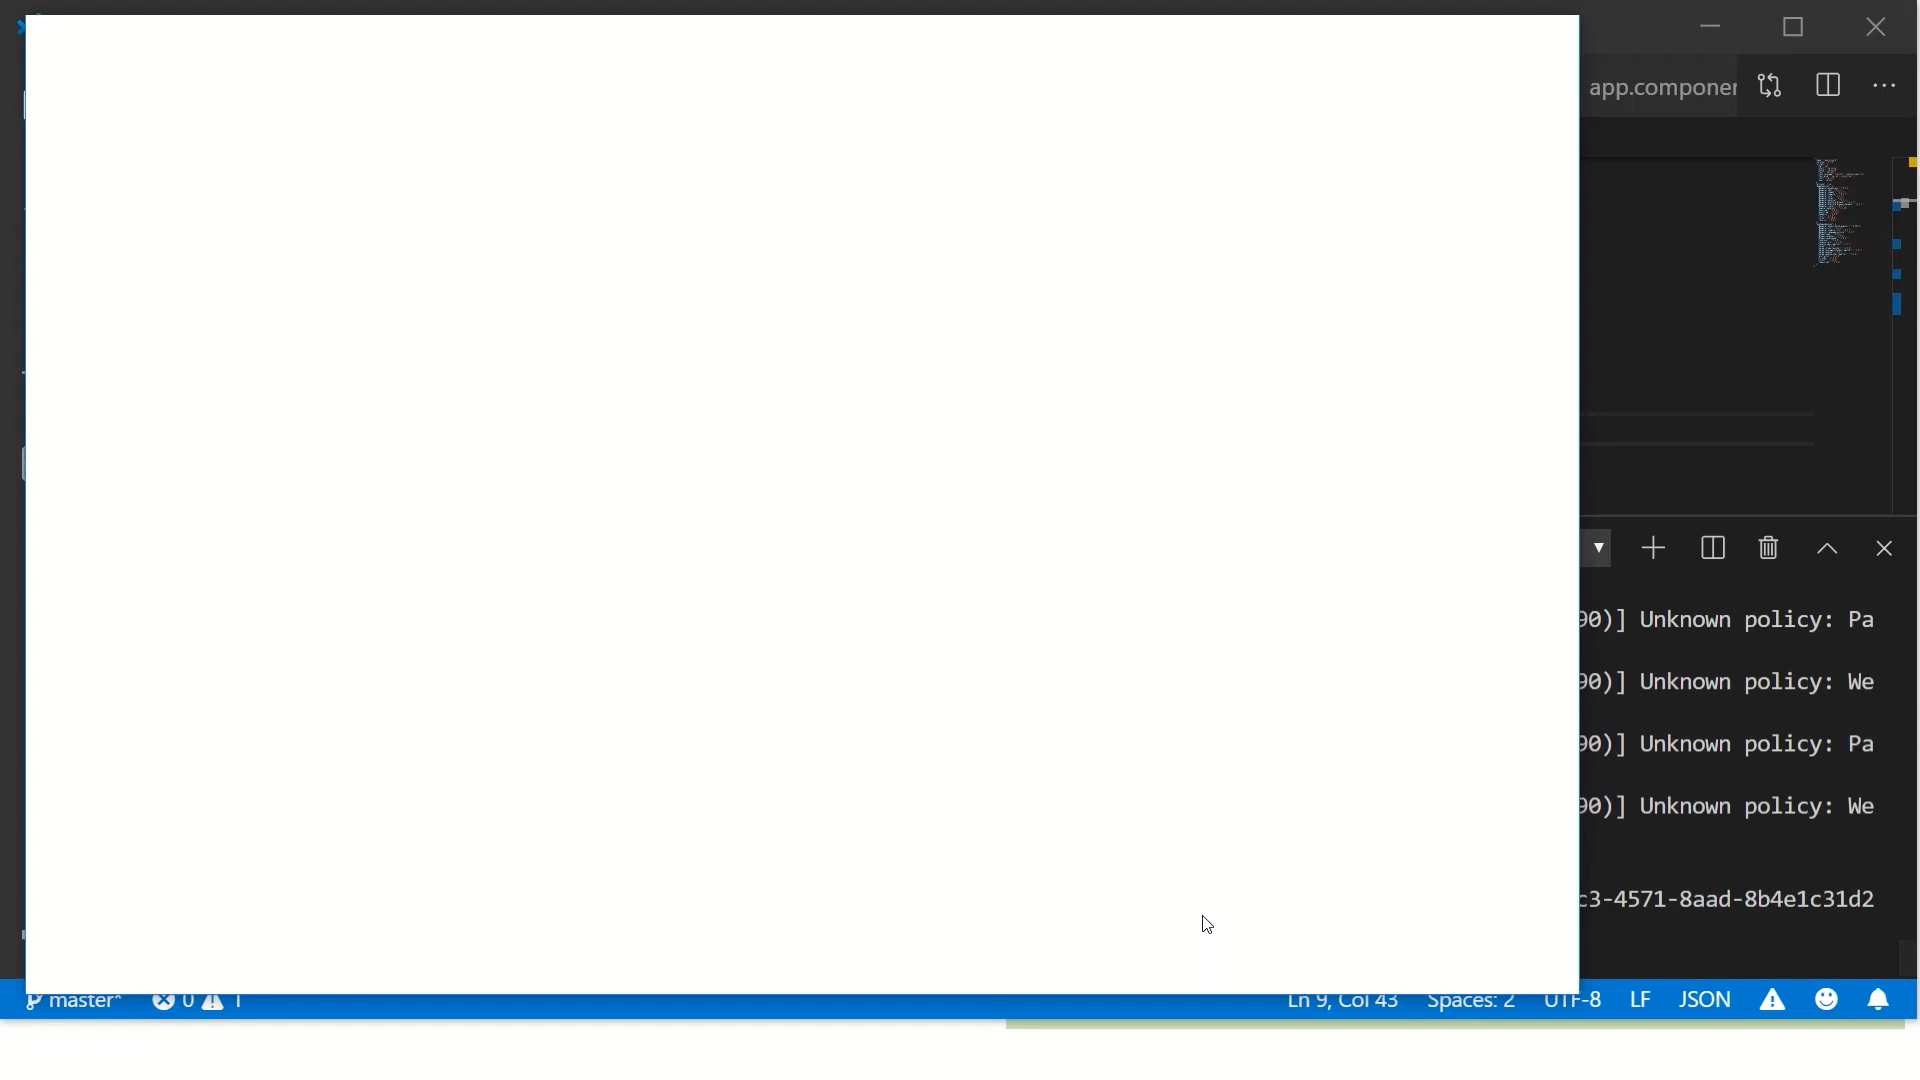 app.componer
90)] Unknown policy: Pa
90)] Unknown policy: We
90)] Unknown policy: Pa
90)] Unknown policy: We
c3-4571-8aad-8b4e1c31d2
master* 0 1 Ln 9, Col 43 Spaces: 2 UTF-8 LF JSON